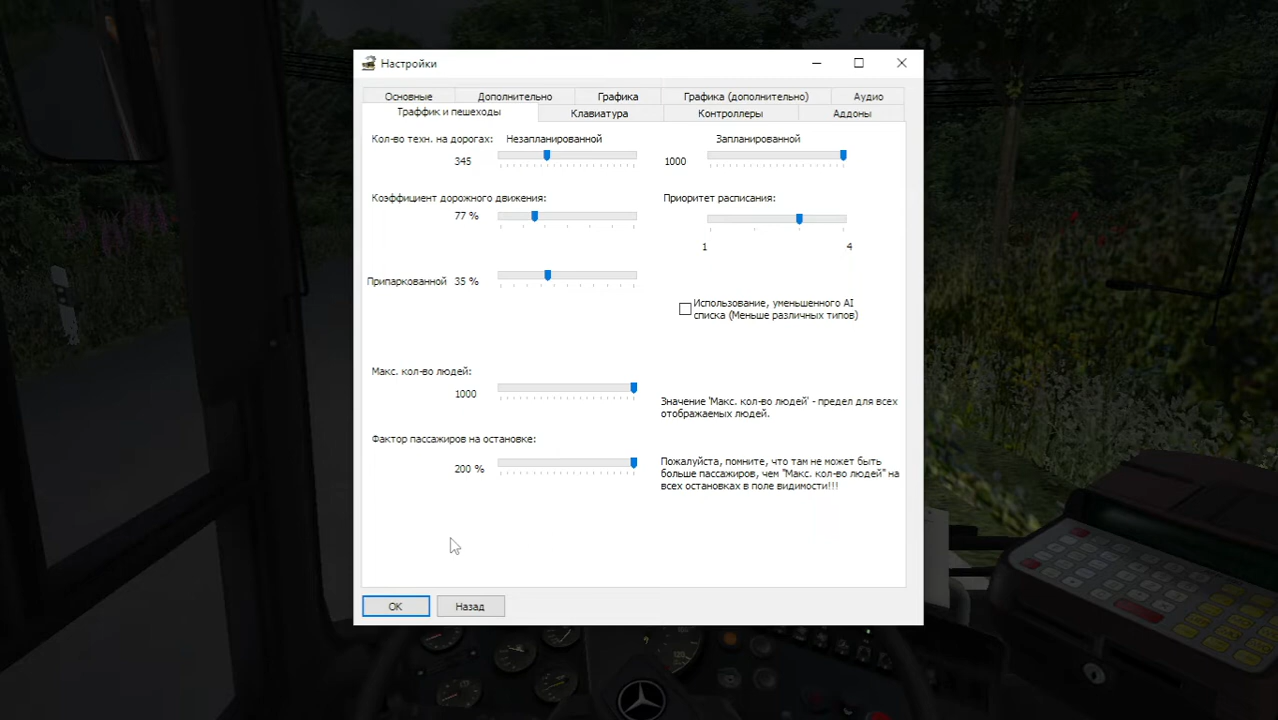 Настройки
Основные Дополнительно Графика Графика (дополнительно) Аудио
Траффик и пешеходы Клавиатура Контроллеры Аддоны
Кол-во техн. на дорогах: Незапланированной Запланированной
345 1000
Коэффициент дорожного движения: Приоритет расписания:
77 %
1 4
Припаркованной 35 %
Использование, уменьшенного AI
списка (Меньше различных типов)
Макс. кол-во людей:
1000
Значение 'Макс. кол-во людей' - предел для всех
отображаемых людей.
Фактор пассажиров на остановке:
200 %
Пожалуйста, помните, что там не может быть
больше пассажиров, чем "Макс. кол-во людей" на
всех остановках в поле видимости!!!
OK Назад